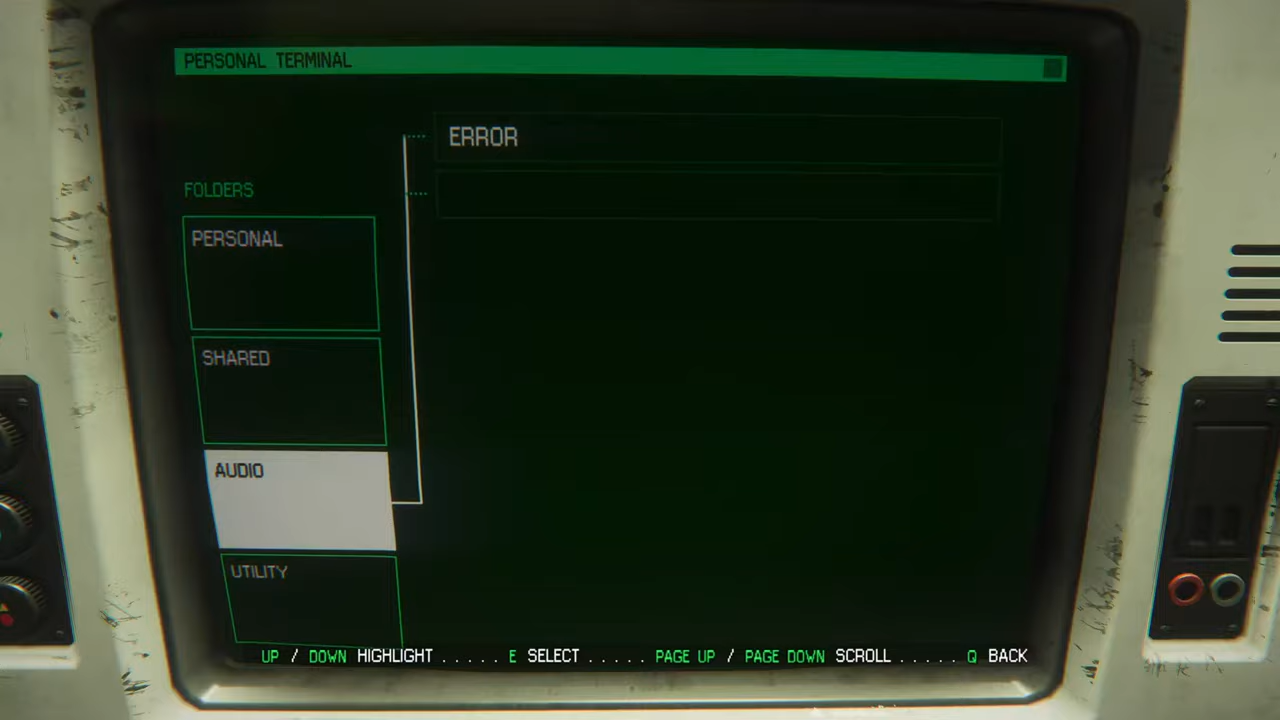 PERSONAL TERMINAL
ERROR
FOLDERS
PERSONAL
SHARED
AUDIO
UTILITY
UP / DOWN HIGHLIGHT ..... E SELECT ..... PAGE UP / PAGE DOWN SCROLL ..... Q BACK